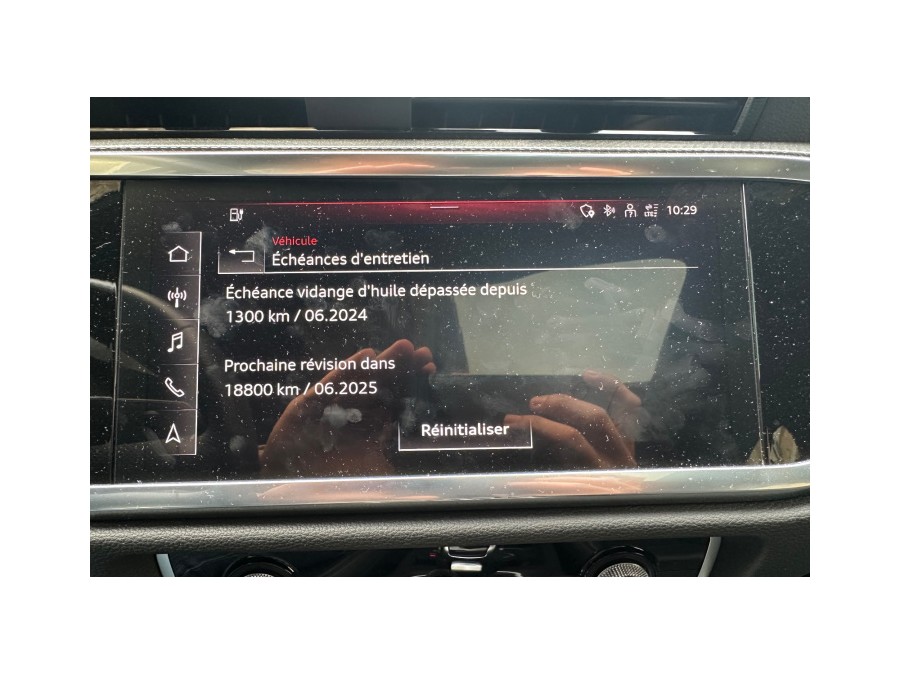 10:29
Véhicule
Échéances d'entretien
Échéance vidange d'huile dépassée depuis
1300 km / 06.2024
Prochaine révision dans
18800 km / 06.2025
Réinitialiser